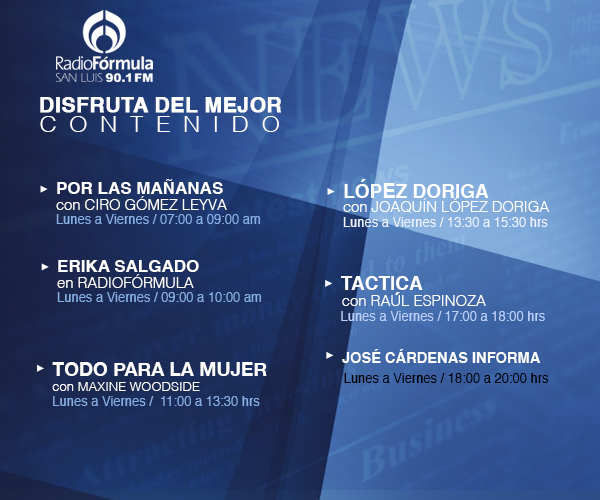 RadioFórmula
SAN LUIS 90.1 FM
DISFRUTA DEL MEJOR
CONTENIDO
POR LAS MAÑANAS
con CIRO GÓMEZ LEYVA
Lunes a Viernes / 07:00 a 09:00 am
ERIKA SALGADO
en RADIOFÓRMULA
Lunes a Viernes / 09:00 a 10:00 am
TODO PARA LA MUJER
con MAXINE WOODSIDE
Lunes a Viernes / 11:00 a 13:30 hrs
LÓPEZ DORIGA
con JOAQUÍN LÓPEZ DORIGA
Lunes a Viernes / 13:30 a 15:30 hrs
TACTICA
con RAÚL ESPINOZA
Lunes a Viernes / 17:00 a 18:00 hrs
JOSÉ CÁRDENAS INFORMA
Lunes a Viernes / 18:00 a 20:00 hrs
NEWS
Attracting
Business